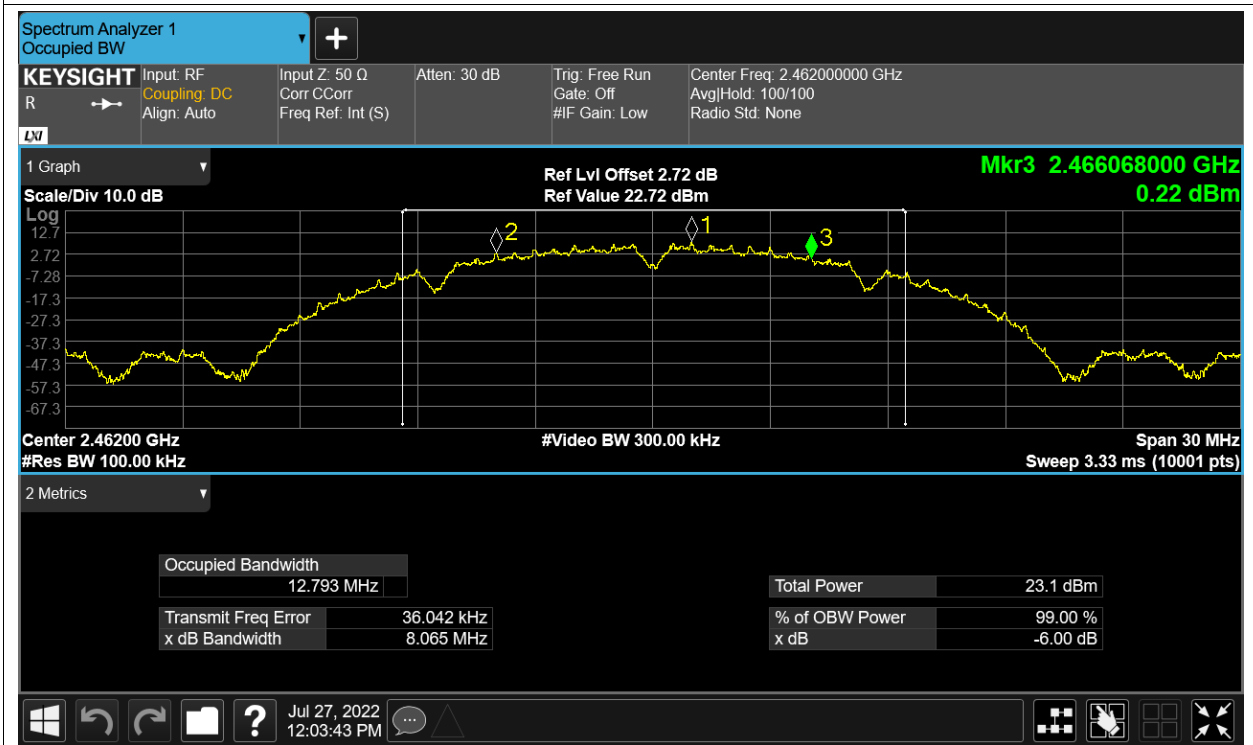 Spectrum Analyzer 1
Occupied BW
+
KEYSIGHT Input: RF Input Z: 50 Ω Atten: 30 dB Trig: Free Run Center Freq: 2.462000000 GHz
R Coupling: DC Corr CCorr Gate: Off Avg|Hold: 100/100
Align: Auto Freq Ref: Int (S) #IF Gain: Low Radio Std: None
LXI
1 Graph Ref Lvl Offset 2.72 dB Mkr3 2.466068000 GHz
Scale/Div 10.0 dB Ref Value 22.72 dBm 0.22 dBm
Log
12.7
2.72
-7.28
-17.3
-27.3
-37.3
-47.3
-57.3
-67.3
2 1 3
Center 2.46200 GHz #Video BW 300.00 kHz Span 30 MHz
#Res BW 100.00 kHz Sweep 3.33 ms (10001 pts)
2 Metrics
Occupied Bandwidth
12.793 MHz Total Power 23.1 dBm
Transmit Freq Error 36.042 kHz % of OBW Power 99.00 %
x dB Bandwidth 8.065 MHz x dB -6.00 dB
? Jul 27, 2022
12:03:43 PM